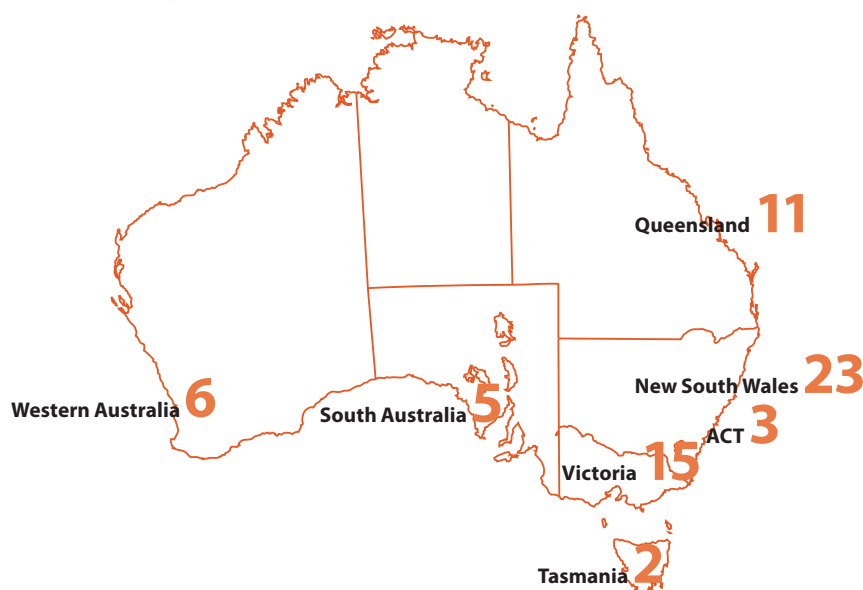 Queensland 11
New South Wales 23
Western Australia 6
South Australia 5
ACT 3
Victoria 15
Tasmania 2